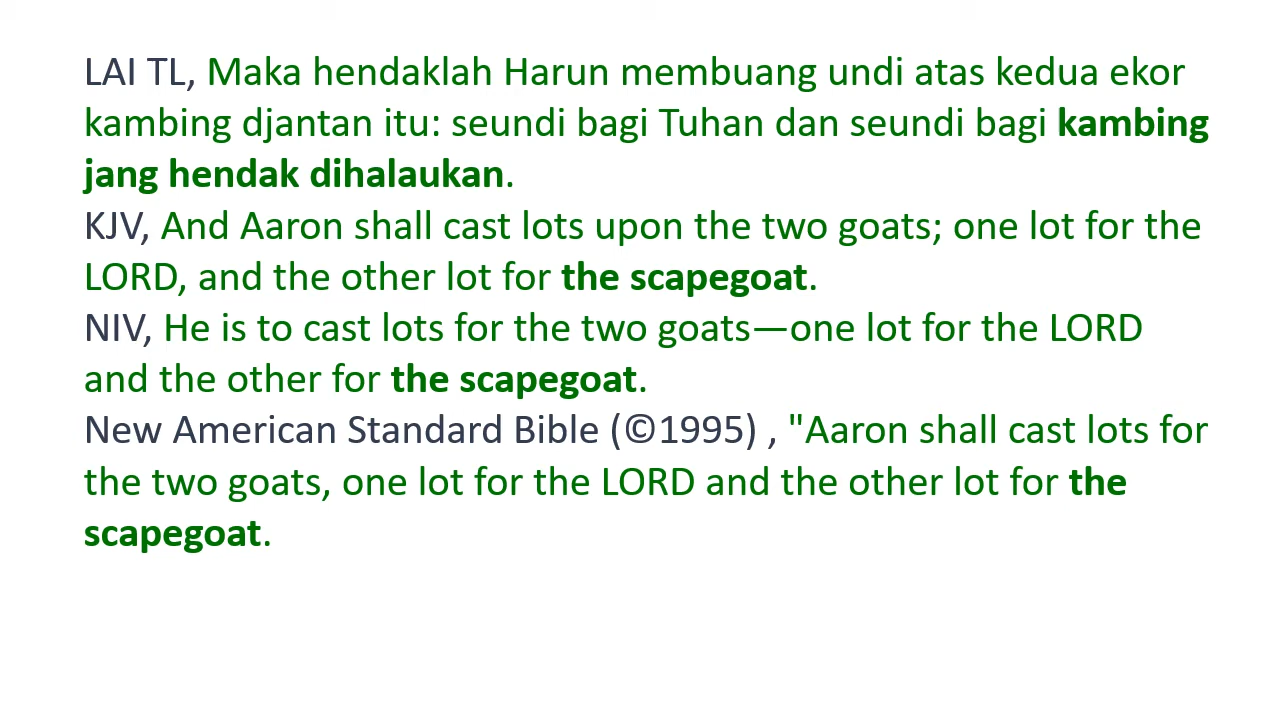 LAI TL, Maka hendaklah Harun membuang undi atas kedua ekor
kambing djantan itu: seundi bagi Tuhan dan seundi bagi kambing
jang hendak dihalaukan.
KJV, And Aaron shall cast lots upon the two goats; one lot for the
LORD, and the other lot for the scapegoat.
NIV, He is to cast lots for the two goats—one lot for the LORD
and the other for the scapegoat.
New American Standard Bible (©1995) , "Aaron shall cast lots for
the two goats, one lot for the LORD and the other lot for the
scapegoat.